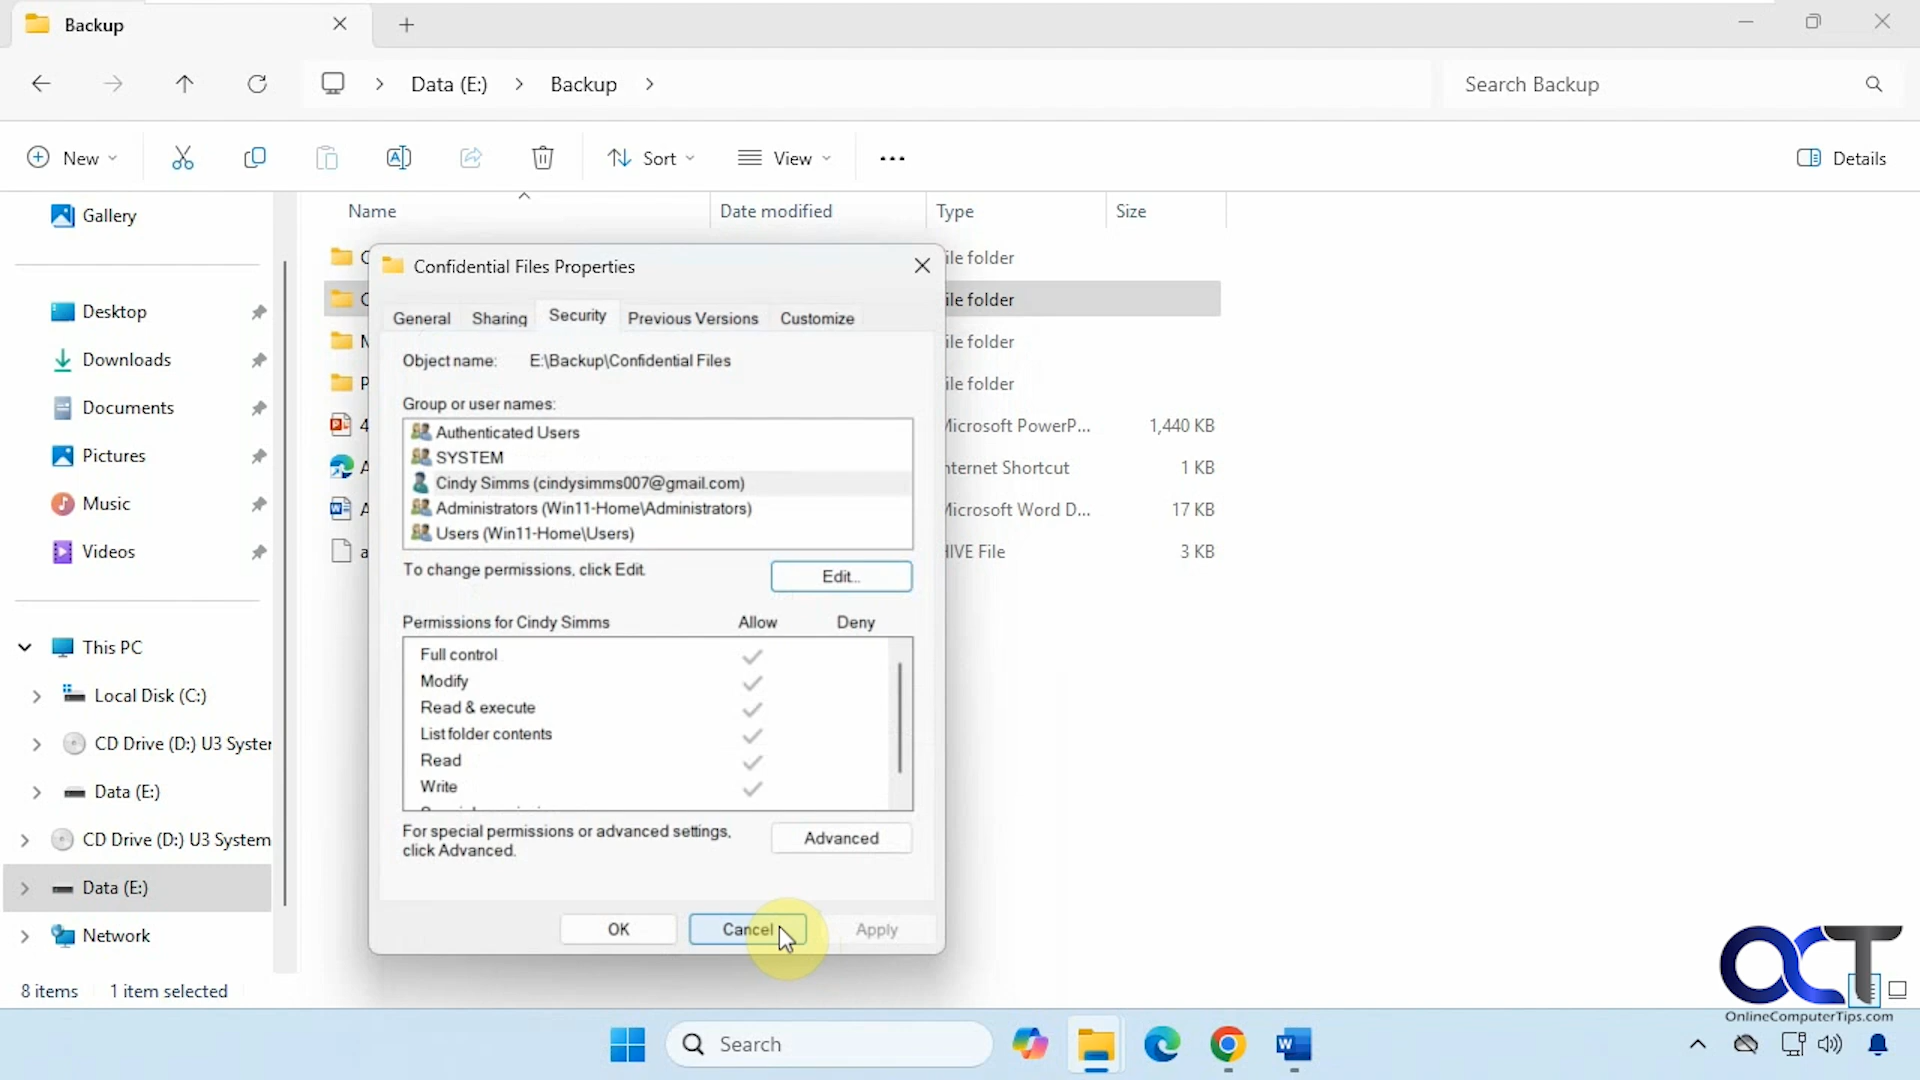 Backup
Data (E:)
Backup
Search Backup
New
Sort
View
Details
Gallery
Desktop
Downloads
Documents
Pictures
Music
Videos
This PC
Local Disk (C:)
CD Drive (D:) U3 System
Data (E:)
CD Drive (D:) U3 System
Data (E:)
Network
Name
Date modified
Type
Size
ile folder
ile folder
ile folder
ile folder
Microsoft PowerP...
1,440 KB
nternet Shortcut
1 KB
Microsoft Word D...
17 KB
HIVE File
3 KB
Confidential Files Properties
General
Sharing
Security
Previous Versions
Customize
Object name: E:\Backup\Confidential Files
Group or user names:
Authenticated Users
SYSTEM
Cindy Simms (cindysimms007@gmail.com)
Administrators (Win11-Home\Administrators)
Users (Win11-Home\Users)
To change permissions, click Edit.
Edit...
Permissions for Cindy Simms
Allow
Deny
Full control
Modify
Read & execute
List folder contents
Read
Write
For special permissions or advanced settings,
click Advanced.
Advanced
OK
Cancel
Apply
8 items
1 item selected
OCT
OnlineComputerTips.com
Search